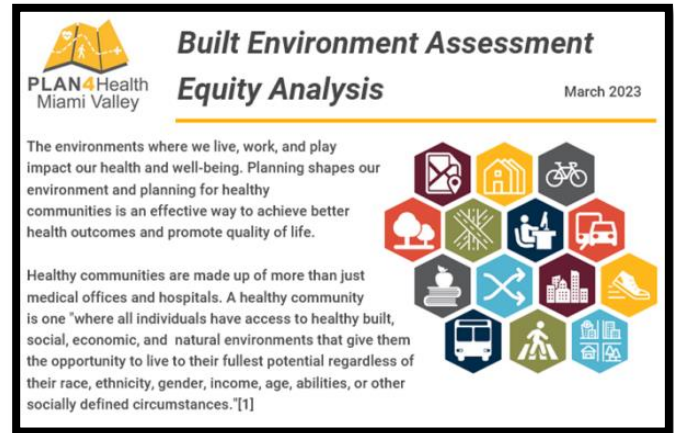 Built Environment Assessment
Equity Analysis
March 2023
PLAN4Health
Miami Valley
The environments where we live, work, and play
impact our health and well-being. Planning shapes our
environment and planning for healthy
communities is an effective way to achieve better
health outcomes and promote quality of life.
Healthy communities are made up of more than just
medical offices and hospitals. A healthy community
is one "where all individuals have access to healthy built,
social, economic, and natural environments that give them
the opportunity to live to their fullest potential regardless of
their race, ethnicity, gender, income, age, abilities, or other
socially defined circumstances."[1]